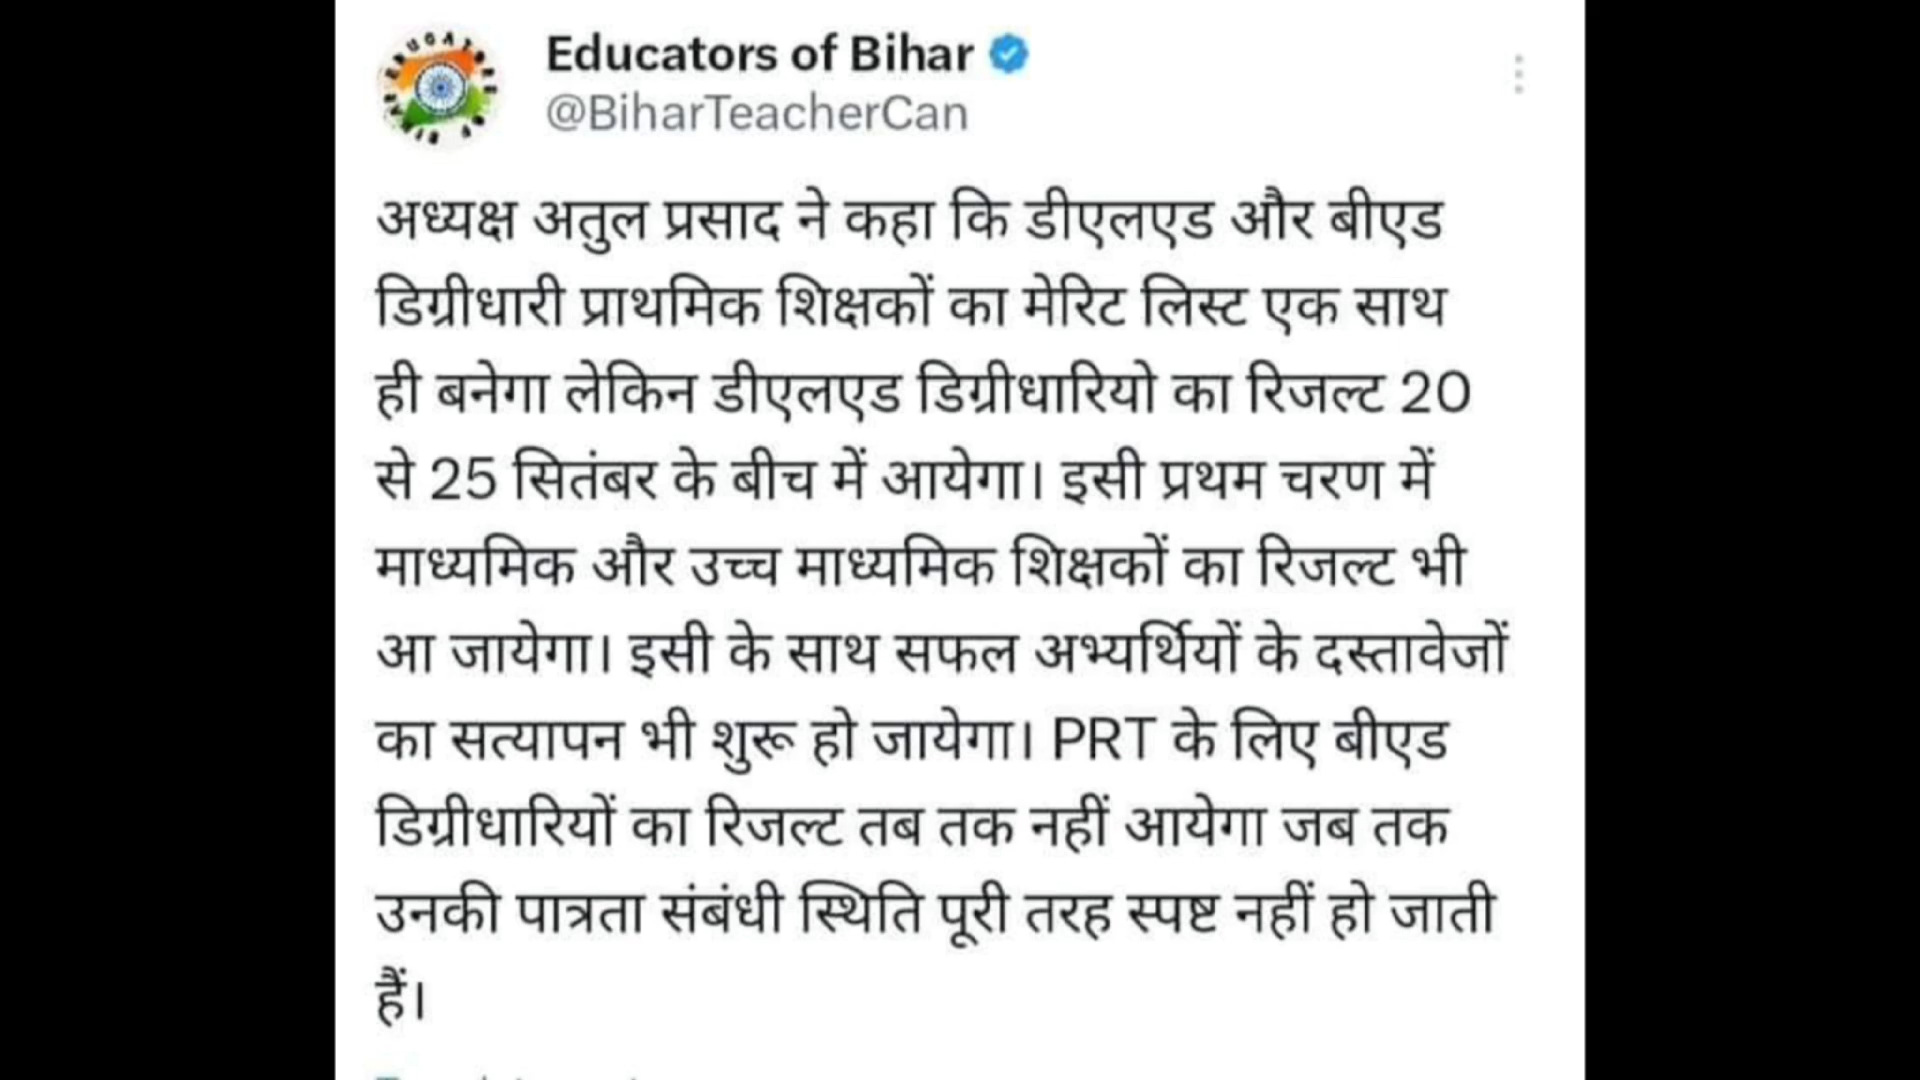 Educators of Bihar
@BiharTeacherCan
अध्यक्ष अतुल प्रसाद ने कहा कि डीएलएड और बीएड
डिग्रीधारी प्राथमिक शिक्षकों का मेरिट लिस्ट एक साथ
ही बनेगा लेकिन डीएलएड डिग्रीधारियो का रिजल्ट 20
से 25 सितंबर के बीच में आयेगा। इसी प्रथम चरण में
माध्यमिक और उच्च माध्यमिक शिक्षकों का रिजल्ट भी
आ जायेगा। इसी के साथ सफल अभ्यर्थियों के दस्तावेजों
का सत्यापन भी शुरू हो जायेगा। PRT के लिए बीएड
डिग्रीधारियों का रिजल्ट तब तक नहीं आयेगा जब तक
उनकी पात्रता संबंधी स्थिति पूरी तरह स्पष्ट नहीं हो जाती
हैं।